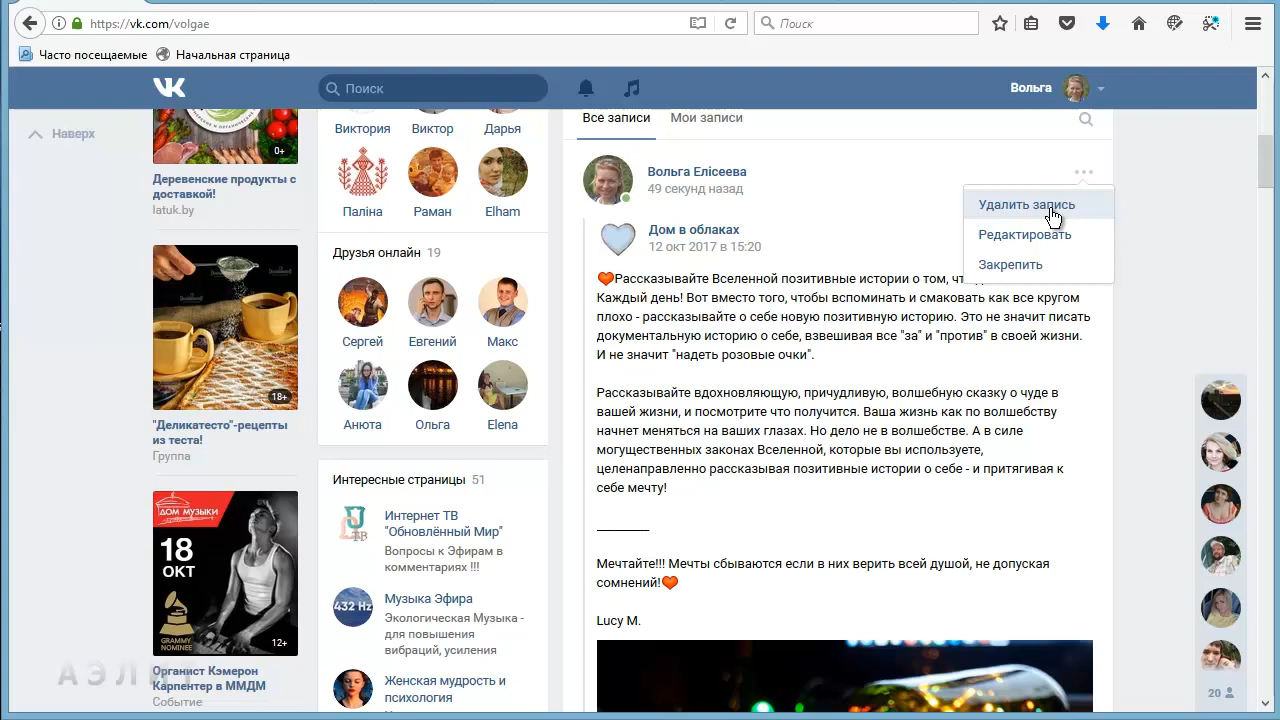 https://vk.com/volgae
Поиск
Часто посещаемые
Начальная страница
Поиск
Вольга
Наверх
0+
Деревенские продукты с
доставкой!
latuk.by
18+
"Деликатесто"-рецепты
из теста!
Группа
ДОМ МУЗЫКИ
18
ОКТ
GRAMMY
NOMINEE
12+
АЭЛИТ
Органист Кэмерон
Карпентер в ММДМ
Событие
Виктория
Виктор
Дарья
Паліна
Раман
Elham
Друзья онлайн 19
Сергей
Евгений
Макс
Анюта
Ольга
Elena
Интересные страницы 51
Интернет ТВ
"Обновлённый Мир"
Вопросы к Эфирам в
комментариях !!!
432 Hz
Музыка Эфира
Экологическая Музыка -
для повышения
вибраций, усиления
Женская мудрость и
психология
Все записи
Мои записи
Вольга Елісеева
49 секунд назад
Удалить запись
Редактировать
Закрепить
Дом в облаках
12 окт 2017 в 15:20
Рассказывайте Вселенной позитивные истории о том,
Каждый день! Вот вместо того, чтобы вспоминать и смаковать как все кругом
плохо - рассказывайте о себе новую позитивную историю. Это не значит писать
документальную историю о себе, взвешивая все "за" и "против" в своей жизни.
И не значит "надеть розовые очки".
Рассказывайте вдохновляющую, причудливую, волшебную сказку о чуде в
вашей жизни, и посмотрите что получится. Ваша жизнь как по волшебству
начнет меняться на ваших глазах. Но дело не в волшебстве. А в силе
могущественных законах Вселенной, которые вы используете,
целенаправленно рассказывая позитивные истории о себе - и притягивая к
себе мечту!
_________
Мечтайте!!! Мечты сбываются если в них верить всей душой, не допуская
сомнений!
Lucy M.
20